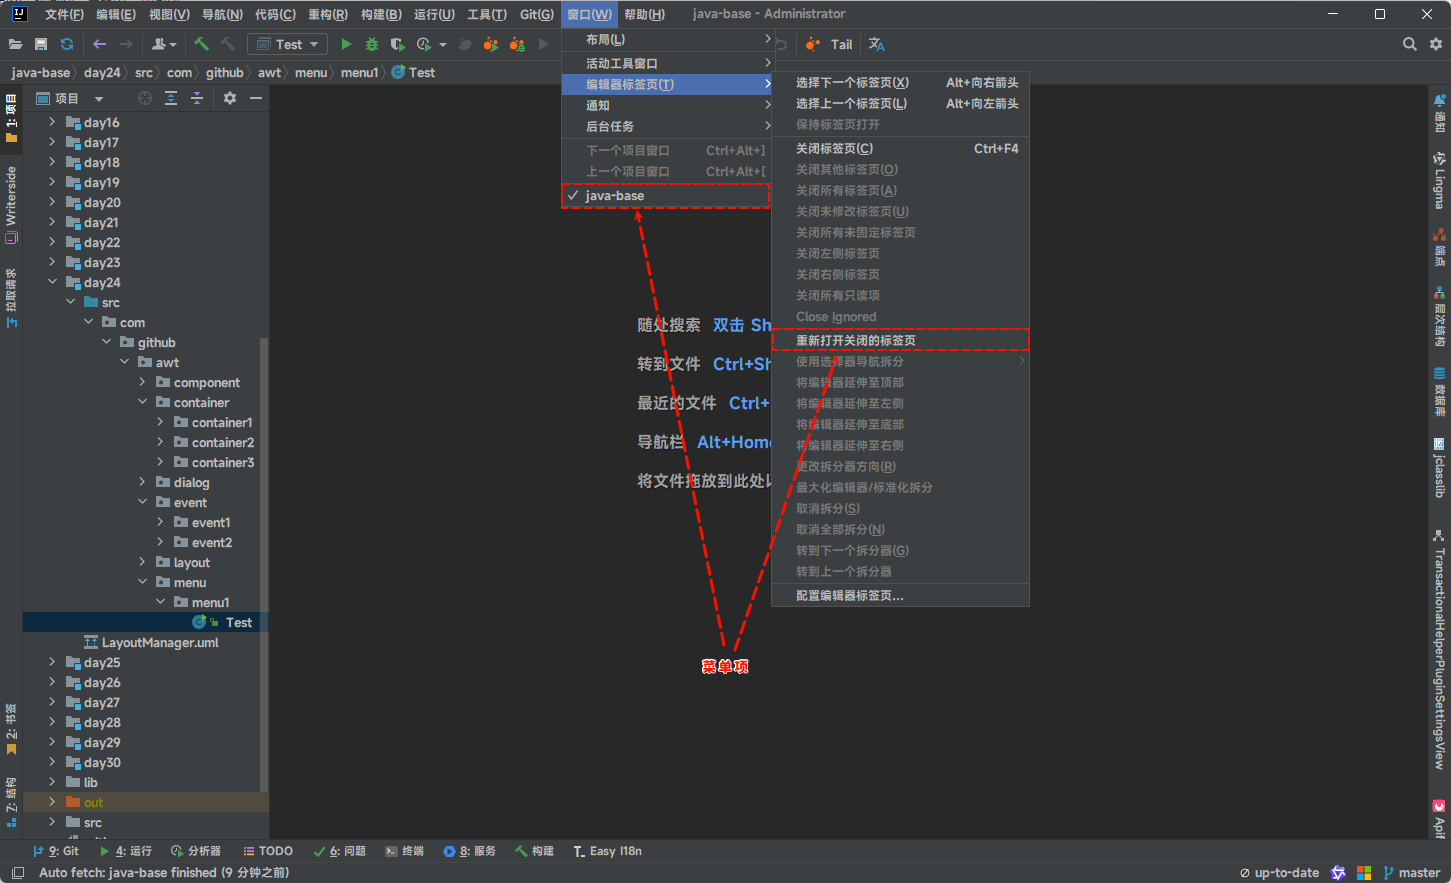 文件(F) 编辑(E) 视图(V) 导航(N) 代码(C) 重构(R) 构建(B) 运行(U) 工具(T) Git(G) 窗口(W) 帮助(H) java-base - Administrator
Test
Tail
java-base day24 src com github awt menu menu1 Test
1: 项目
Writerside
拉取请求
2: 书签
7: 结构
项目
day16
day17
day18
day19
day20
day21
day22
day23
day24
src
com
github
awt
component
container
container1
container2
container3
dialog
event
event1
event2
layout
menu
menu1
Test
LayoutManager.uml
day25
day26
day27
day28
day29
day30
lib
out
src
布局(L)
活动工具窗口
编辑器标签页(T)
通知
后台任务
下一个项目窗口 Ctrl+Alt+]
上一个项目窗口 Ctrl+Alt+[
java-base
选择下一个标签页(X) Alt+向右箭头
选择上一个标签页(L) Alt+向左箭头
保持标签页打开
关闭标签页(C) Ctrl+F4
关闭其他标签页(O)
关闭所有标签页(A)
关闭未修改标签页(U)
关闭所有未固定标签页
关闭左侧标签页
关闭右侧标签页
关闭所有只读项
Close Ignored
重新打开关闭的标签页
使用选择器导航拆分
将编辑器延伸至顶部
将编辑器延伸至左侧
将编辑器延伸至底部
将编辑器延伸至右侧
更改拆分器方向(R)
最大化编辑器/标准化拆分
取消拆分(S)
取消全部拆分(N)
转到下一个拆分器(G)
转到上一个拆分器
配置编辑器标签页...
随处搜索 双击 Sh
转到文件 Ctrl+Sh
最近的文件 Ctrl+
导航栏 Alt+Home
将文件拖放到此处以
菜单项
通知
Lingma
端点
层次结构
数据库
jclasslib
TransactionalHelperPluginSettingsView
Apif
9: Git 4: 运行 分析器 TODO 6: 问题 终端 8: 服务 构建 Easy I18n
Auto fetch: java-base finished (9 分钟之前) up-to-date master